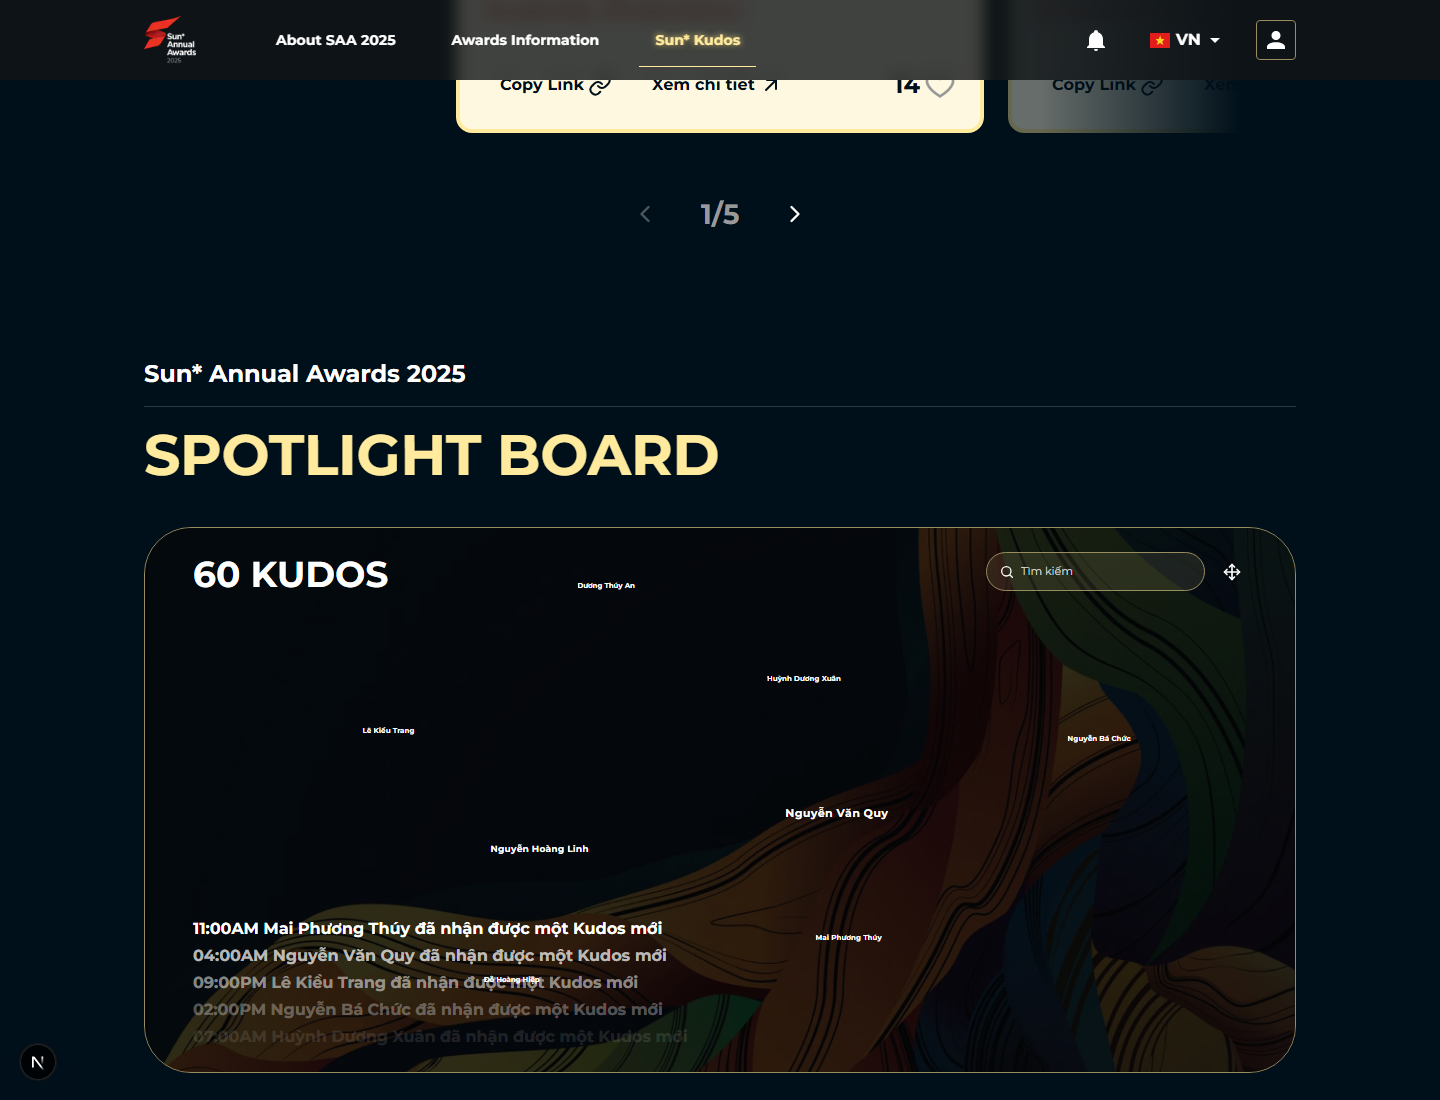 Sun*
Annual
Awards
2025
About SAA 2025
Awards Information
Sun* Kudos
VN
Copy Link
Xem chi tiết
14
Copy Link
1/5
Sun* Annual Awards 2025
SPOTLIGHT BOARD
60 KUDOS
Tìm kiếm
Dương Thúy An
Huỳnh Dương Xuân
Lê Kiều Trang
Nguyễn Bá Chức
Nguyễn Văn Quy
Nguyễn Hoàng Linh
Mai Phương Thúy
Đỗ Hoàng Hiệp
11:00AM Mai Phương Thúy đã nhận được một Kudos mới
04:00AM Nguyễn Văn Quy đã nhận được một Kudos mới
09:00PM Lê Kiều Trang đã nhận được một Kudos mới
02:00PM Nguyễn Bá Chức đã nhận được một Kudos mới
07:00AM Huỳnh Dương Xuân đã nhận được một Kudos mới
N